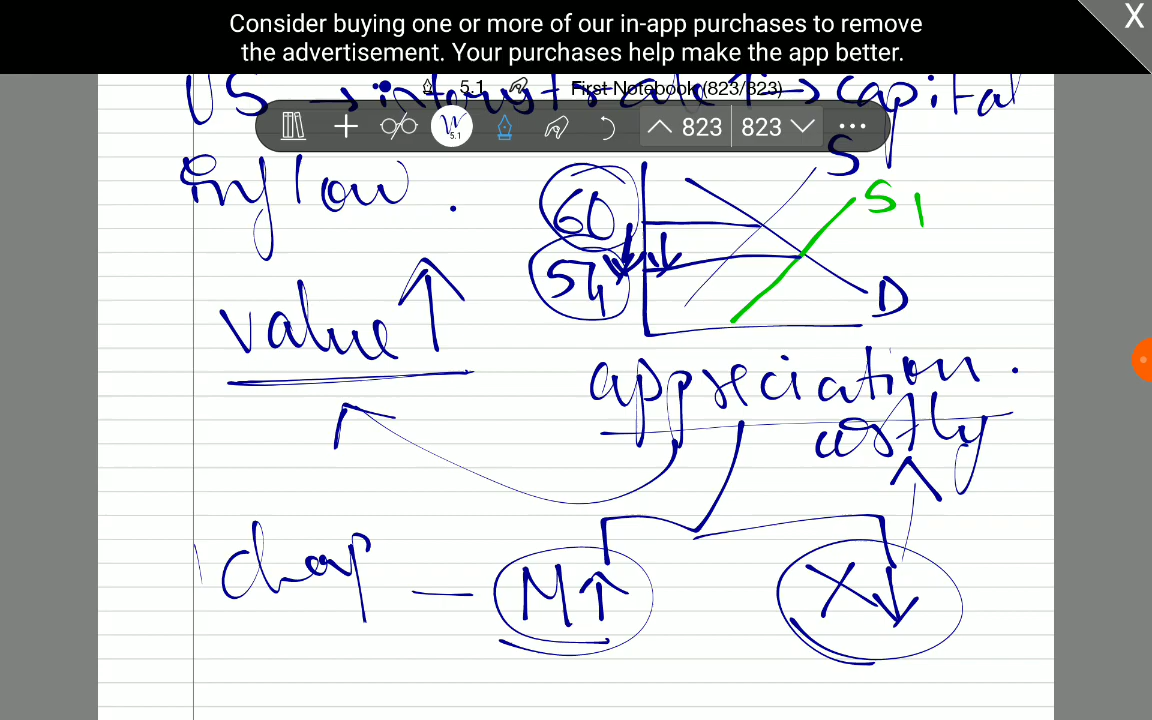 Consider buying one or more of our in-app purchases to remove
the advertisement. Your purchases help make the app better.
X
5.1
First Notebook (823/823)
US → interest rate ↑ → capital
W 5.1
823
823
inflow.
60
54
S
S1
D
value ↑
appreciation.
costly
cheap — M↑
X↓